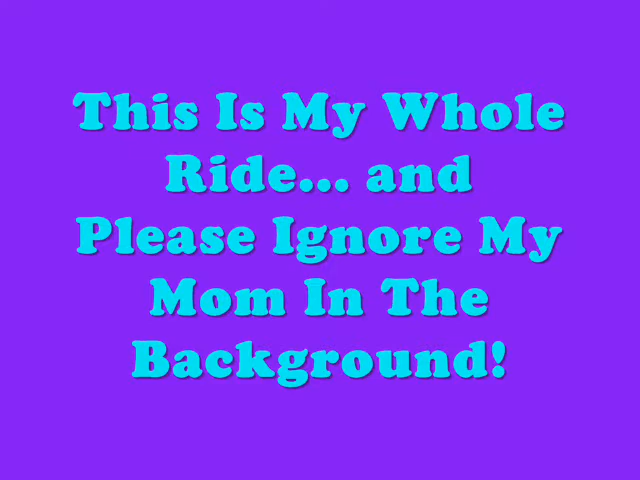 This Is My Whole
Ride... and
Please Ignore My
Mom In The
Background!